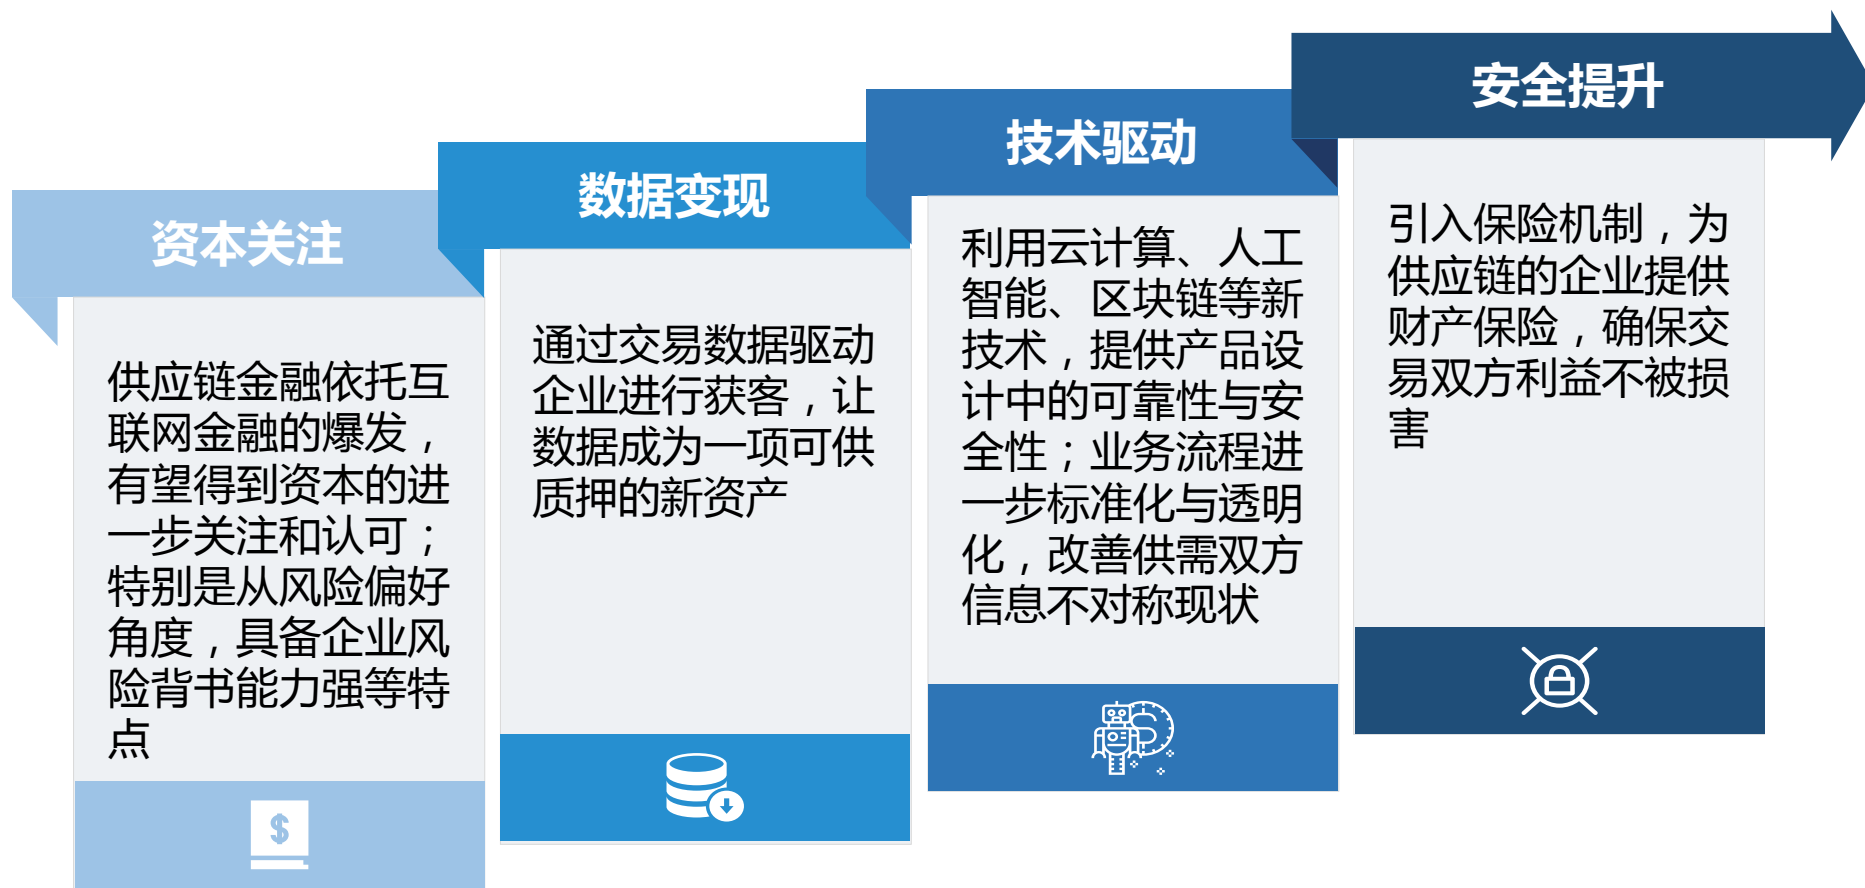 资本关注
供应链金融依托互
联网金融的爆发，
有望得到资本的进
一步关注和认可；
特别是从风险偏好
角度，具备企业风
险背书能力强等特
点
$
数据变现
通过交易数据驱动
企业进行获客，让
数据成为一项可供
质押的新资产
技术驱动
利用云计算、人工
智能、区块链等新
技术，提供产品设
计中的可靠性与安
全性；业务流程进
一步标准化与透明
化，改善供需双方
信息不对称现状
安全提升
引入保险机制，为
供应链的企业提供
财产保险，确保交
易双方利益不被损
害